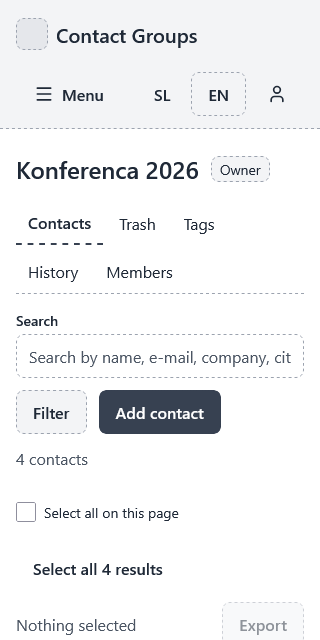 Contact Groups
Menu SL EN
Konferenca 2026 Owner
Contacts Trash Tags
History Members
Search
Search by name, e-mail, company, cit
Filter Add contact
4 contacts
Select all on this page
Select all 4 results
Nothing selected Export